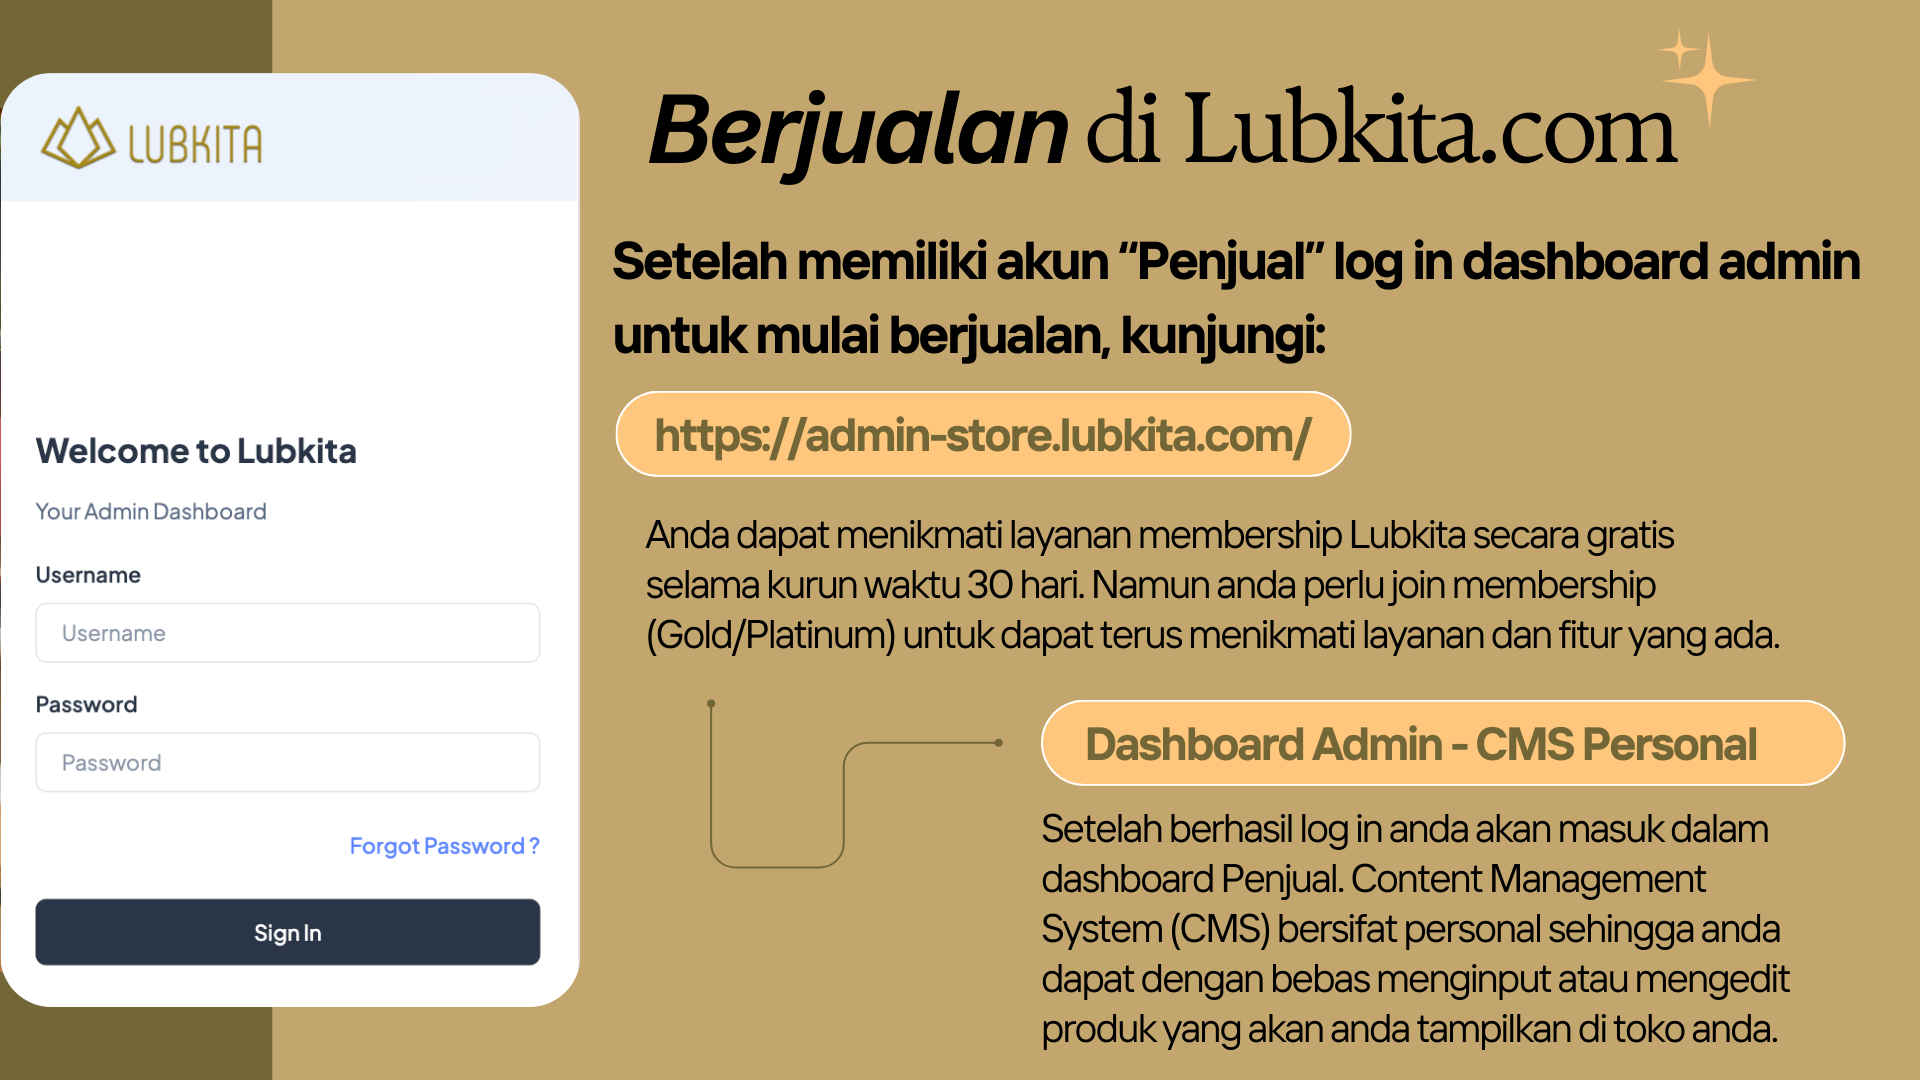 LUBKITA
Welcome to Lubkita
Your Admin Dashboard
Username
Username
Password
Password
Forgot Password ?
Sign In
Berjualan di Lubkita.com
Setelah memiliki akun “Penjual” log in dashboard admin
untuk mulai berjualan, kunjungi:
https://admin-store.lubkita.com/
Anda dapat menikmati layanan membership Lubkita secara gratis
selama kurun waktu 30 hari. Namun anda perlu join membership
(Gold/Platinum) untuk dapat terus menikmati layanan dan fitur yang ada.
Dashboard Admin - CMS Personal
Setelah berhasil log in anda akan masuk dalam
dashboard Penjual. Content Management
System (CMS) bersifat personal sehingga anda
dapat dengan bebas menginput atau mengedit
produk yang akan anda tampilkan di toko anda.